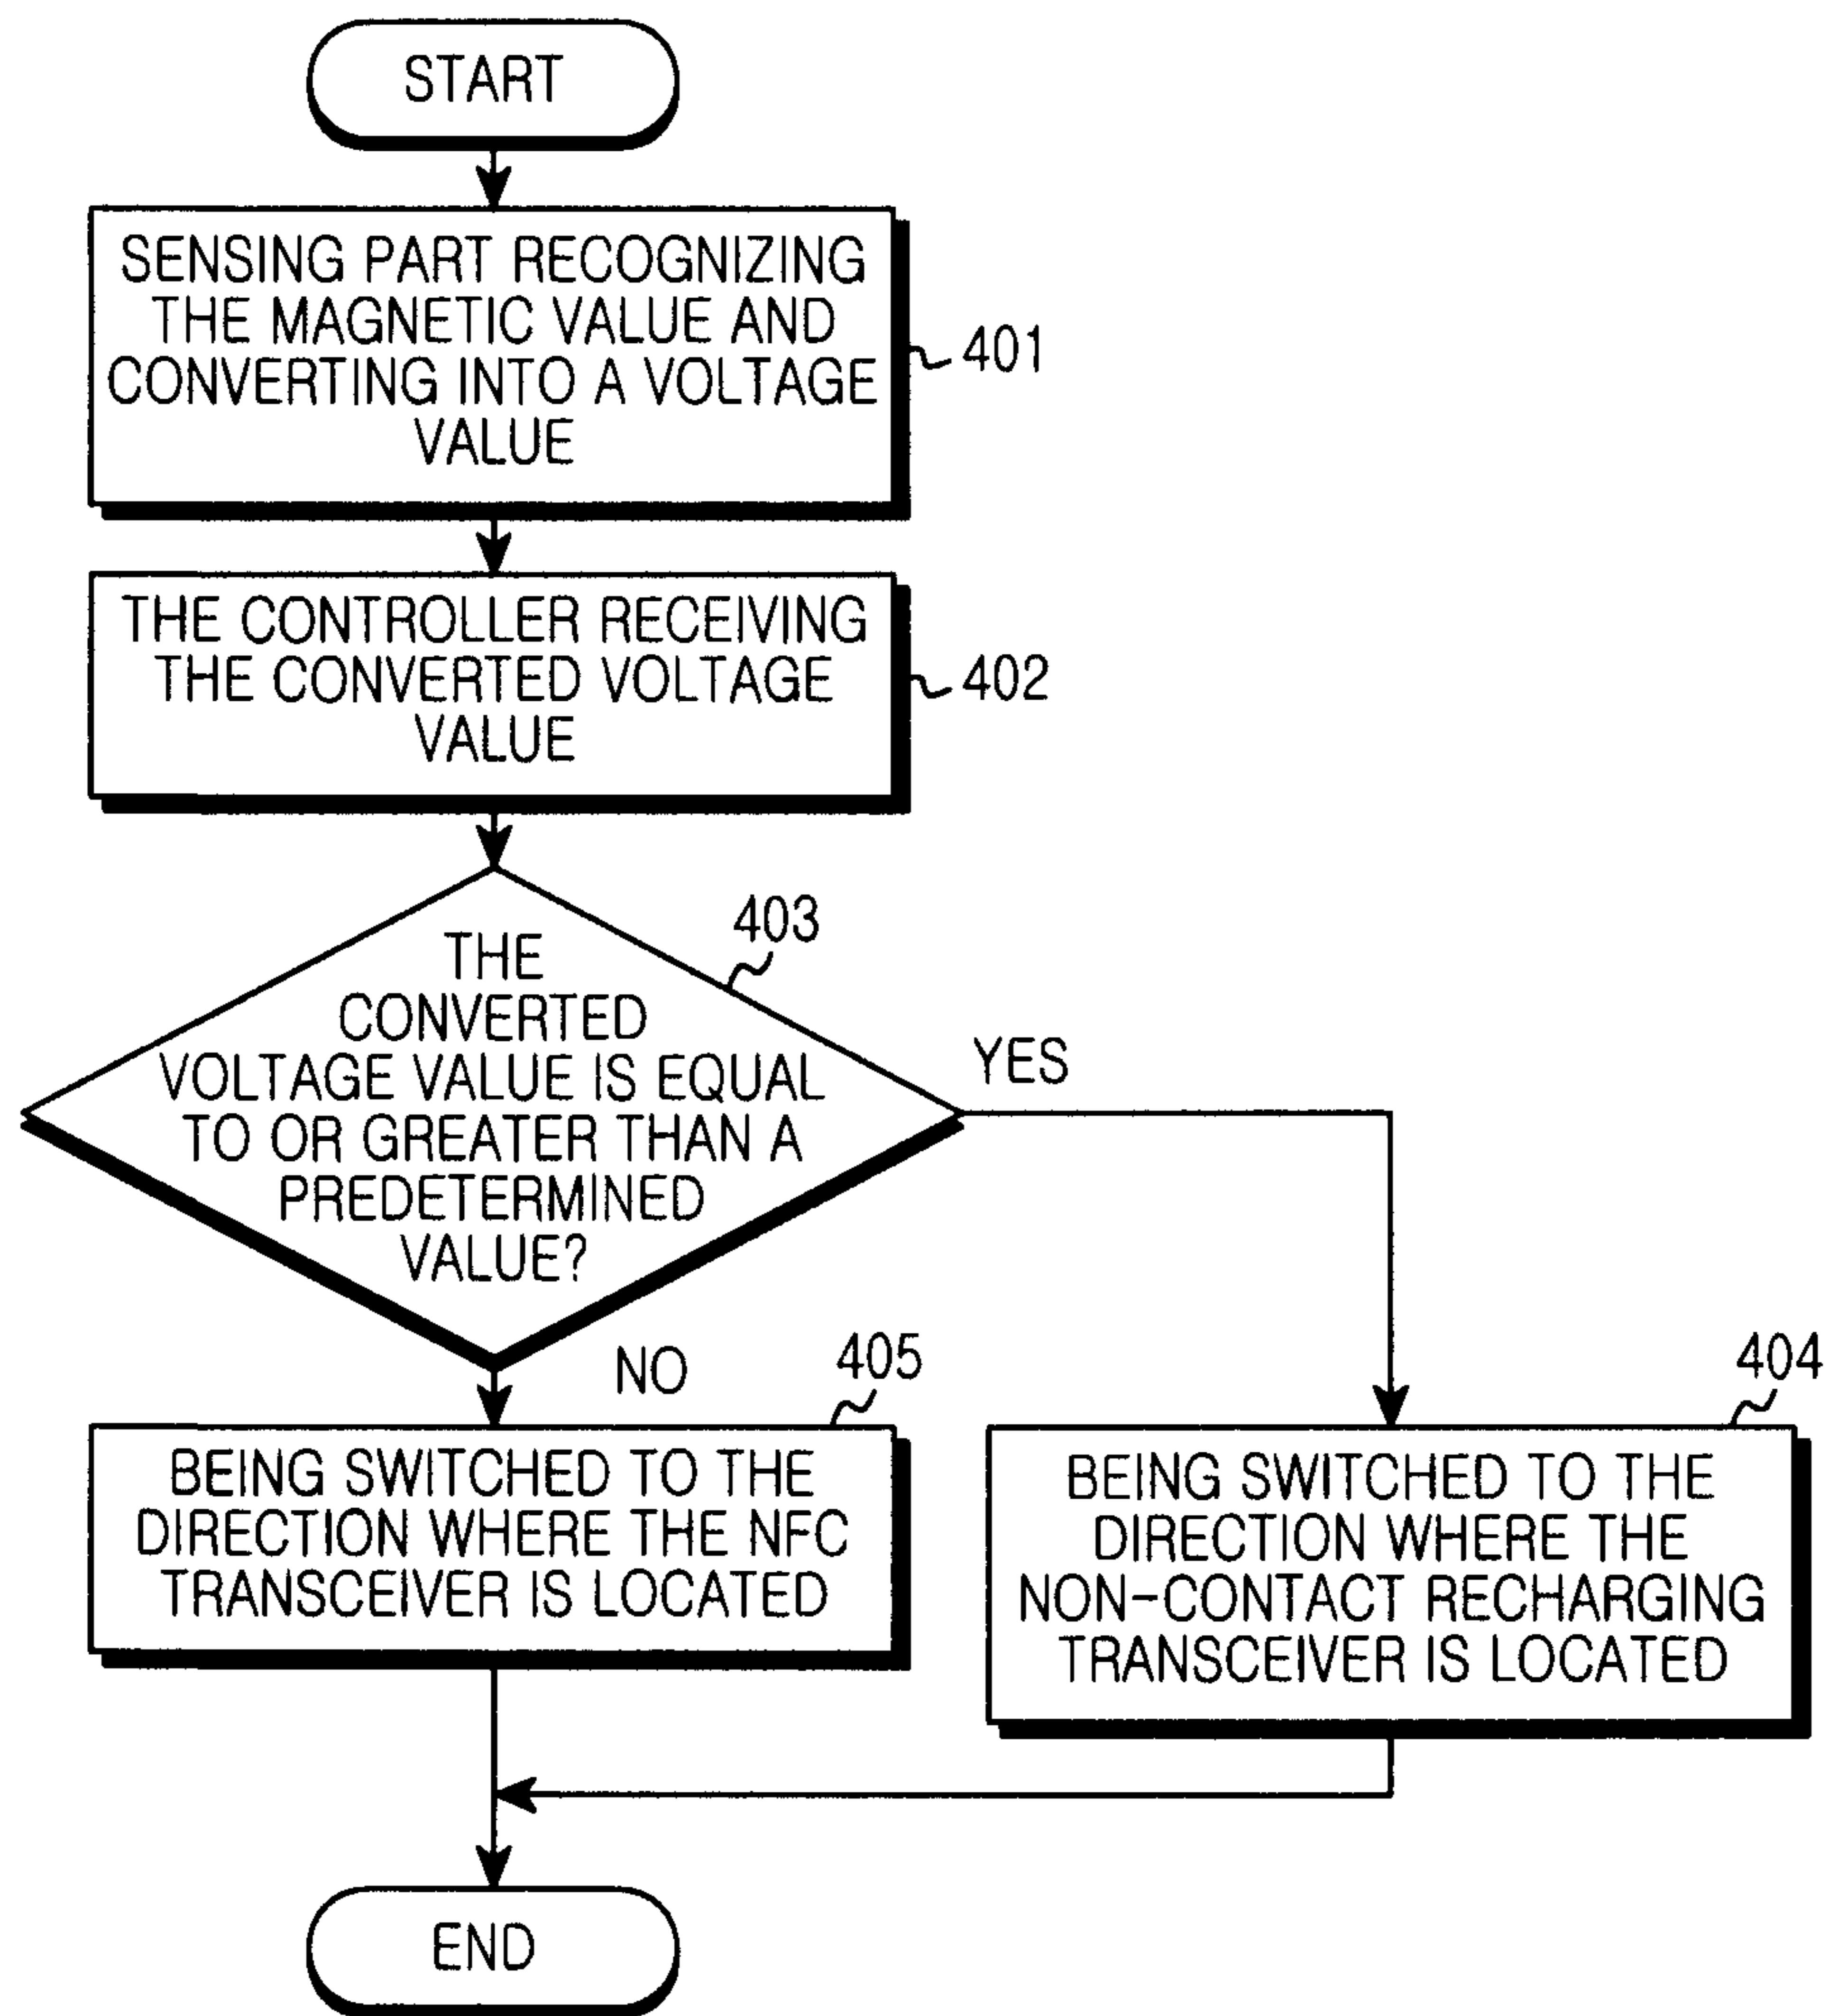 START
SENSING PART RECOGNIZING
THE MAGNETIC VALUE AND
CONVERTING INTO A VOLTAGE
VALUE
401
THE CONTROLLER RECEIVING
THE CONVERTED VOLTAGE
VALUE
402
403
THE
CONVERTED
VOLTAGE VALUE IS EQUAL
TO OR GREATER THAN A
PREDETERMINED
VALUE?
YES
NO
405
BEING SWITCHED TO THE
DIRECTION WHERE THE NFC
TRANSCEIVER IS LOCATED
404
BEING SWITCHED TO THE
DIRECTION WHERE THE
NON-CONTACT RECHARGING
TRANSCEIVER IS LOCATED
END